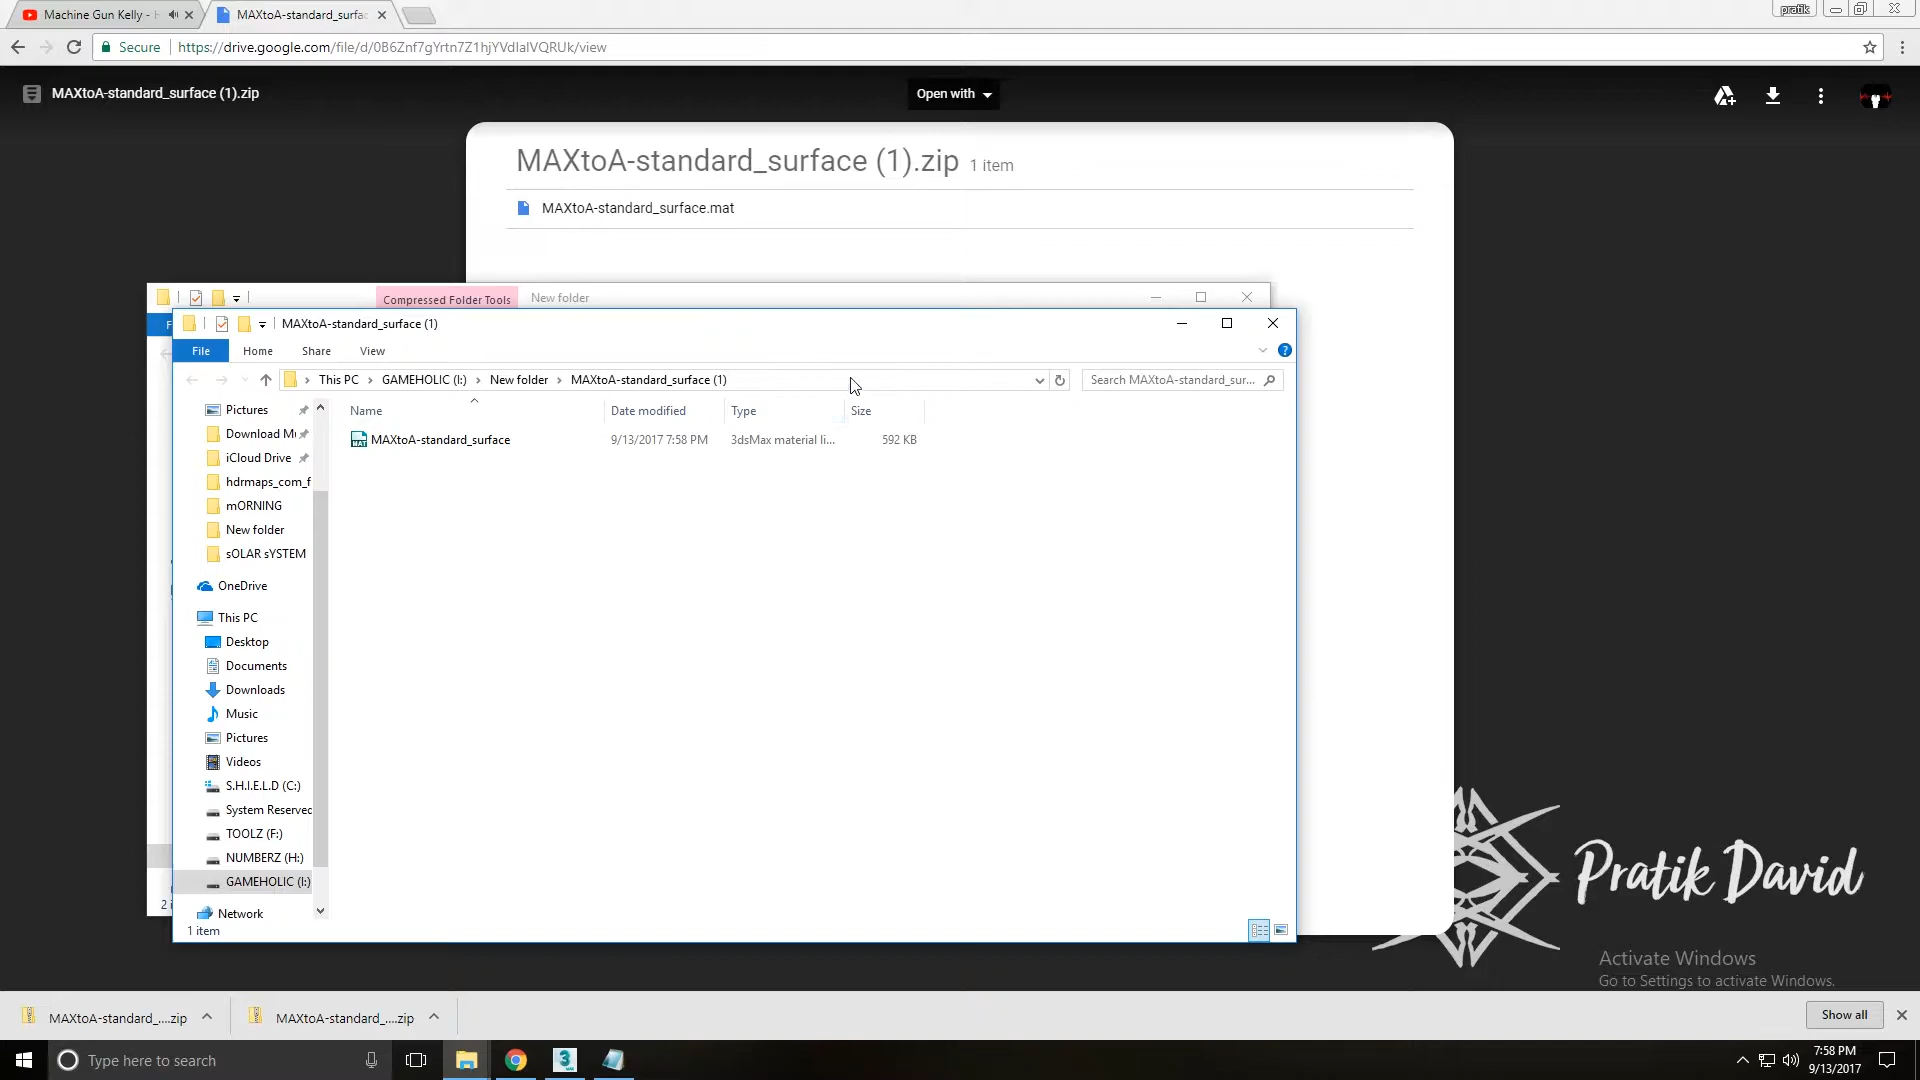 Machine Gun Kelly -
MAXtoA-standard_surfac
pratik
Secure
https://drive.google.com/file/d/0B6Znf7gYrtn7Z1hjYVdIalVQRUk/view
MAXtoA-standard_surface (1).zip
Open with
MAXtoA-standard_surface (1).zip 1 item
MAXtoA-standard_surface.mat
Compressed Folder Tools
New folder
MAXtoA-standard_surface (1)
File
Home
Share
View
This PC
GAMEHOLIC (I:)
New folder
MAXtoA-standard_surface (1)
Search MAXtoA-standard_sur...
Name
Date modified
Type
Size
MAXtoA-standard_surface
9/13/2017 7:58 PM
3dsMax material li...
592 KB
Pictures
Download Mu
iCloud Drive
hdrmaps_com_f
mORNING
New folder
sOLAR sYSTEM
OneDrive
This PC
Desktop
Documents
Downloads
Music
Pictures
Videos
S.H.I.E.L.D (C:)
System Reserved
TOOLZ (F:)
NUMBERZ (H:)
GAMEHOLIC (I:)
Network
1 item
Pratik David
Activate Windows
Go to Settings to activate Windows.
MAXtoA-standard_....zip
MAXtoA-standard_....zip
Show all
Type here to search
7:58 PM
9/13/2017